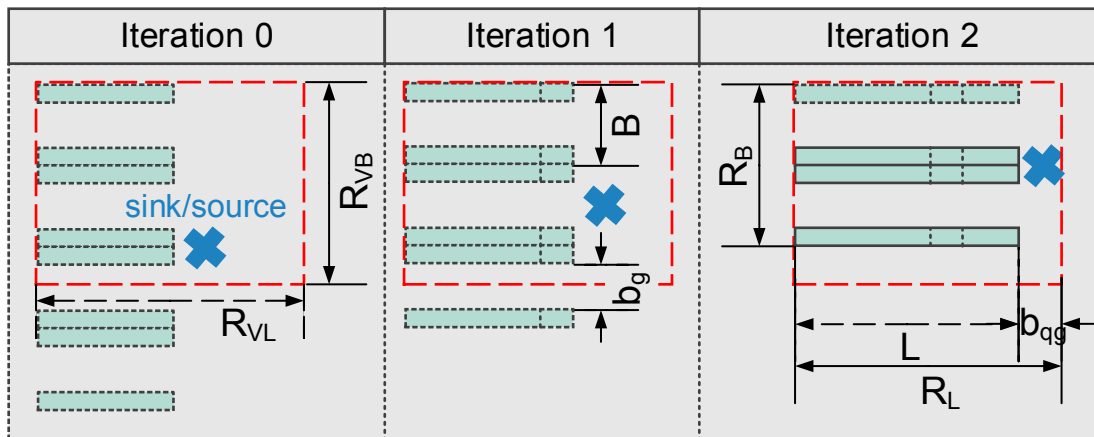 Iteration 0
Iteration 1
Iteration 2
sink/source
R_VB
R_VL
B
b_g
R_B
L
b_qg
R_L